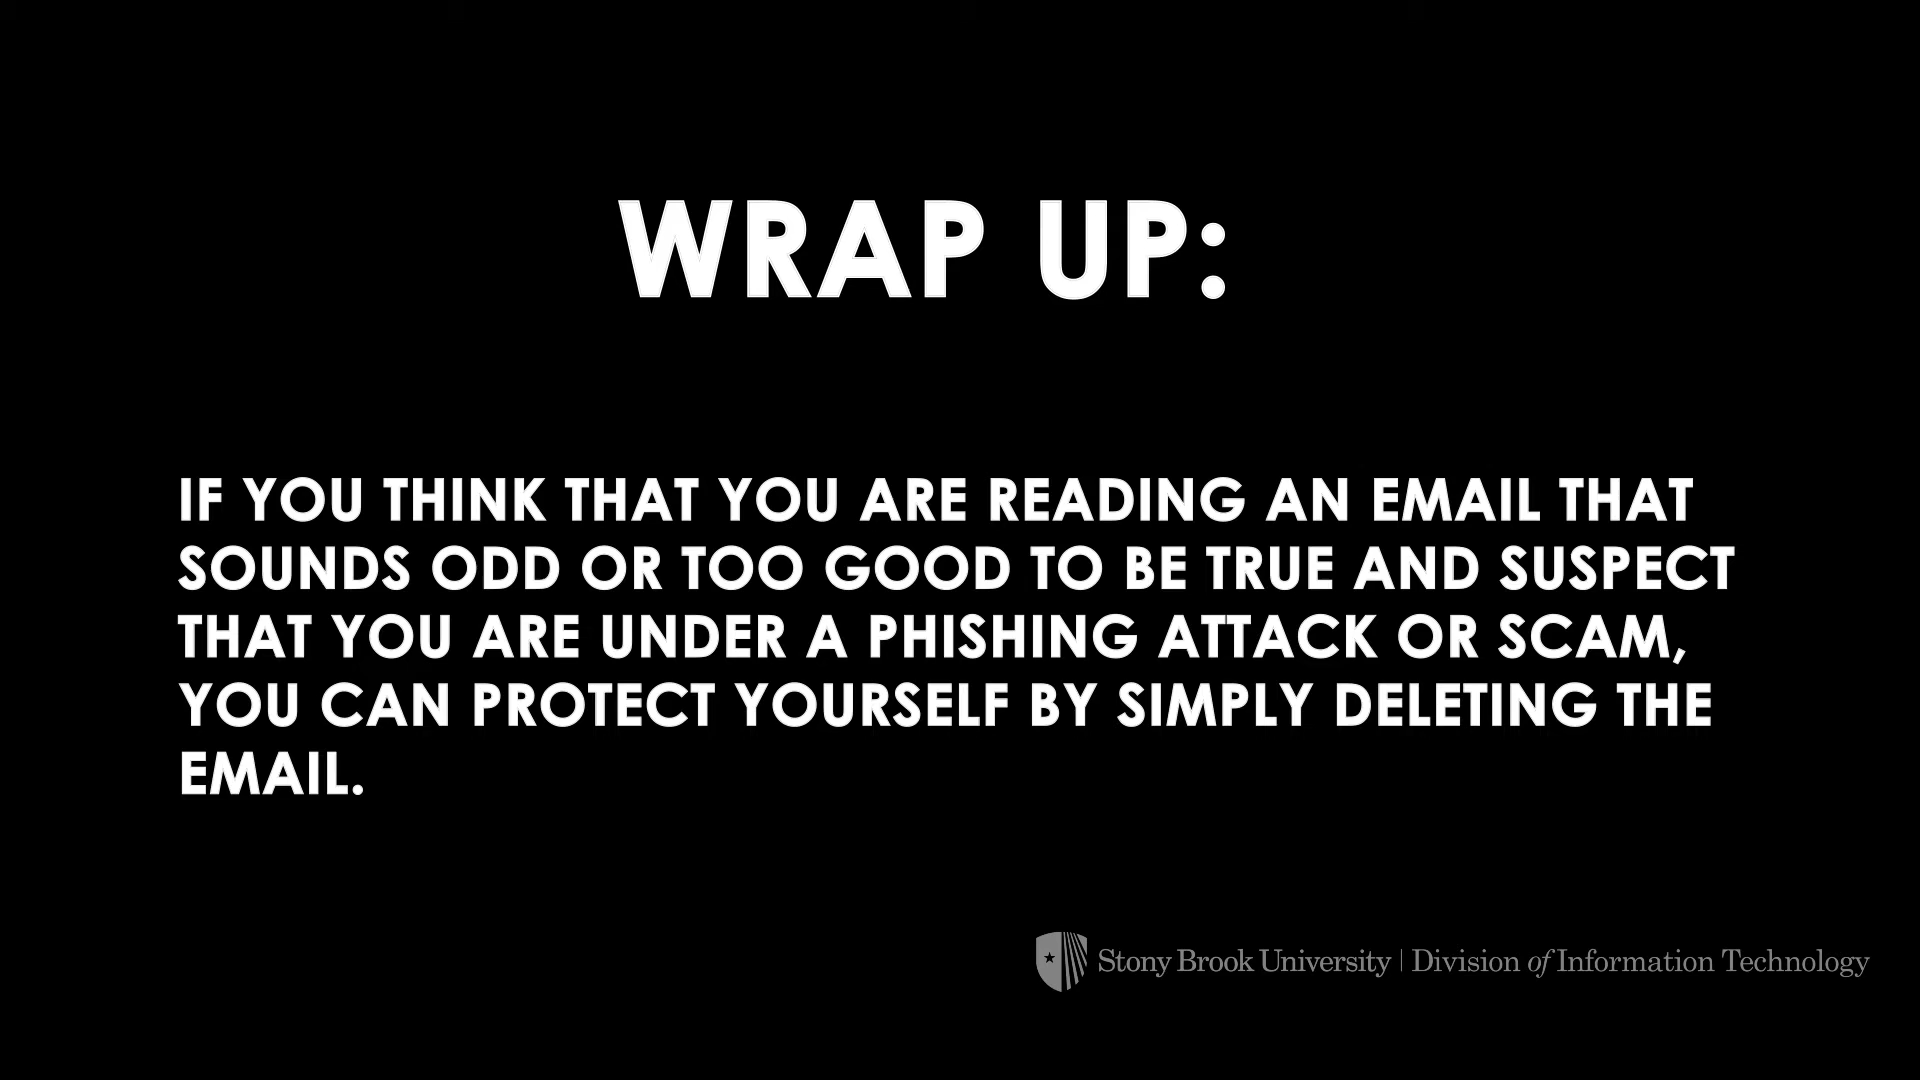 WRAP UP:
IF YOU THINK THAT YOU ARE READING AN EMAIL THAT
SOUNDS ODD OR TOO GOOD TO BE TRUE AND SUSPECT
THAT YOU ARE UNDER A PHISHING ATTACK OR SCAM,
YOU CAN PROTECT YOURSELF BY SIMPLY DELETING THE
EMAIL.
Stony Brook University | Division of Information Technology